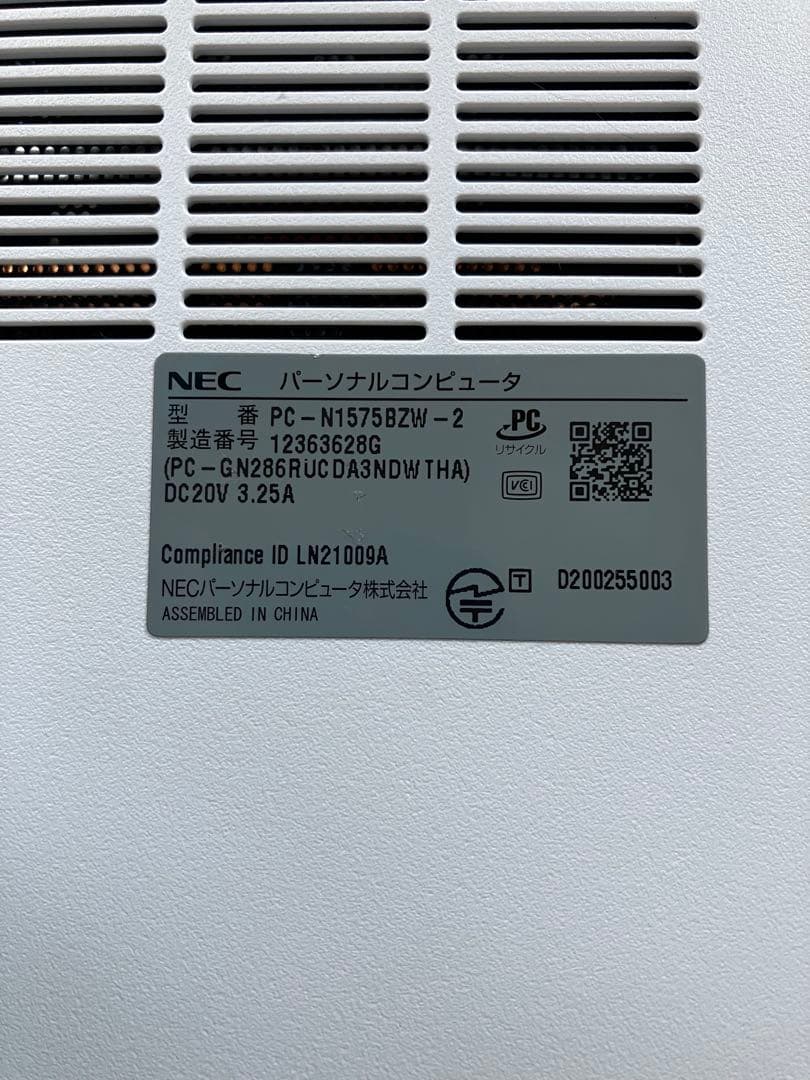 NEC パーソナルコンピュータ
型 番 PC-N1575BZW-2
製造番号 12363628G
(PC-GN286RUCDA3NDWTHA)
DC20V 3.25A
PC
リサイクル
VCCI
Compliance ID LN21009A
NECパーソナルコンピュータ株式会社
ASSEMBLED IN CHINA
T D200255003